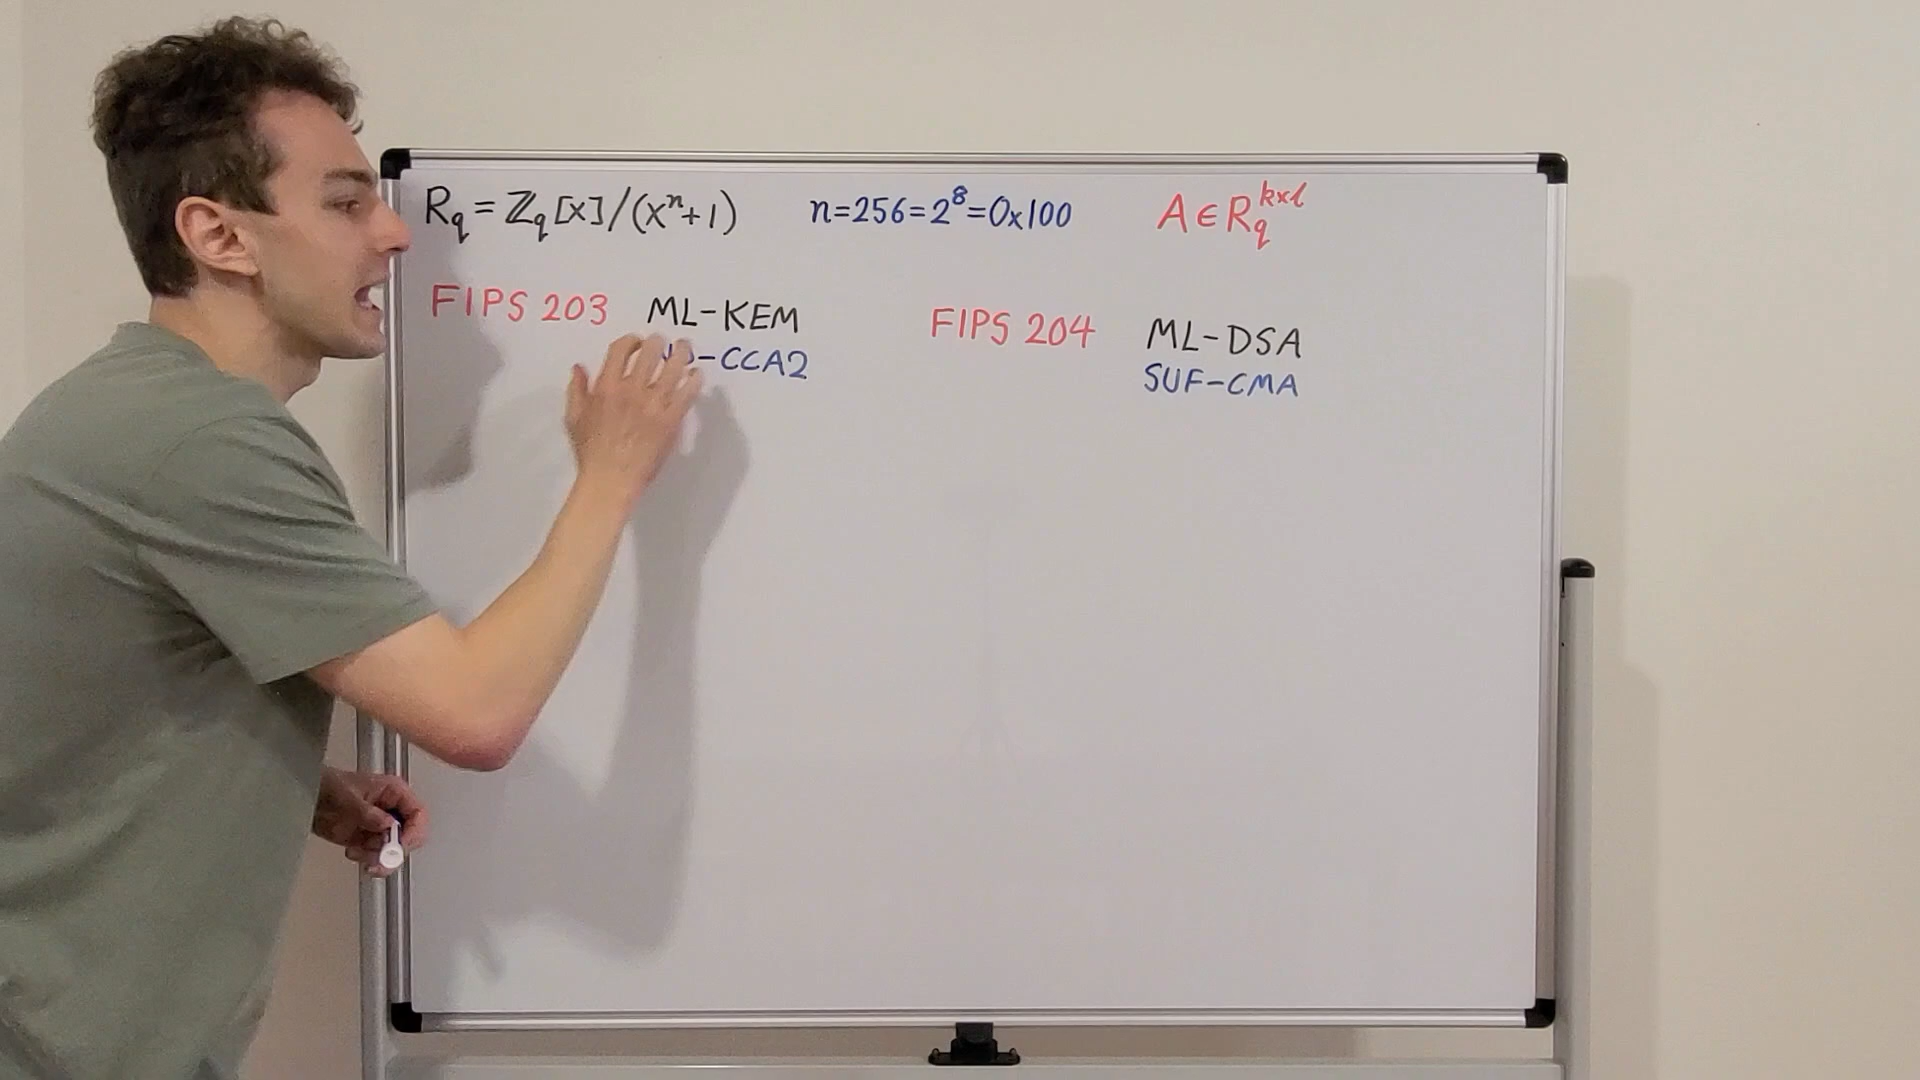 R_q = ℤ_q[x]/(x^n+1) n=256=2^8=0x100 A∈R_q^{k×l}
FIPS 203 ML-KEM FIPS 204 ML-DSA
-CCA2 SUF-CMA